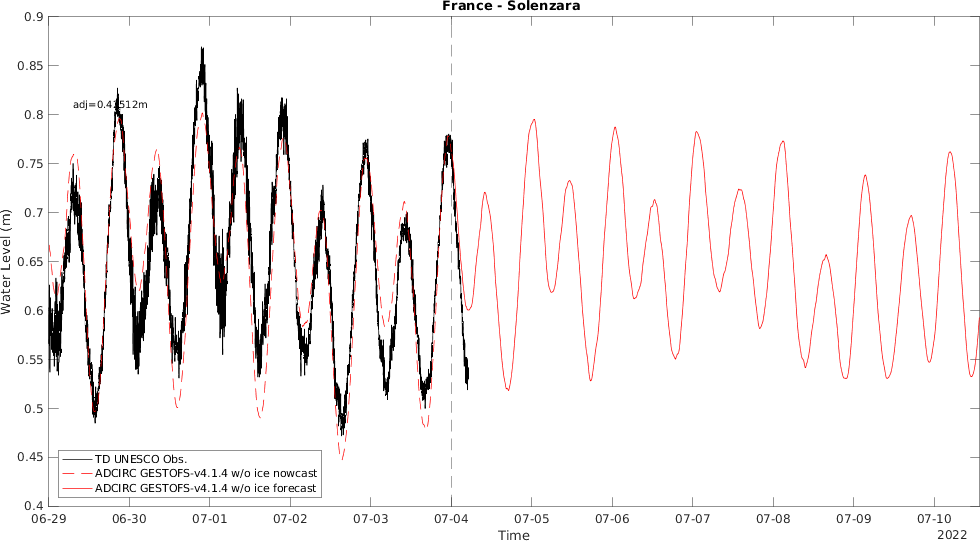 France - Solenzara
0.9
0.85
0.8
0.75
0.7
0.65
0.6
0.55
0.5
0.45
0.4
Water Level (m)
TD UNESCO Obs.
ADCIRC GESTOFS-v4.1.4 w/o ice nowcast
ADCIRC GESTOFS-v4.1.4 w/o ice forecast
06-29 06-30 07-01 07-02 07-03 07-04 07-05 07-06 07-07 07-08 07-09 07-10
Time
2022